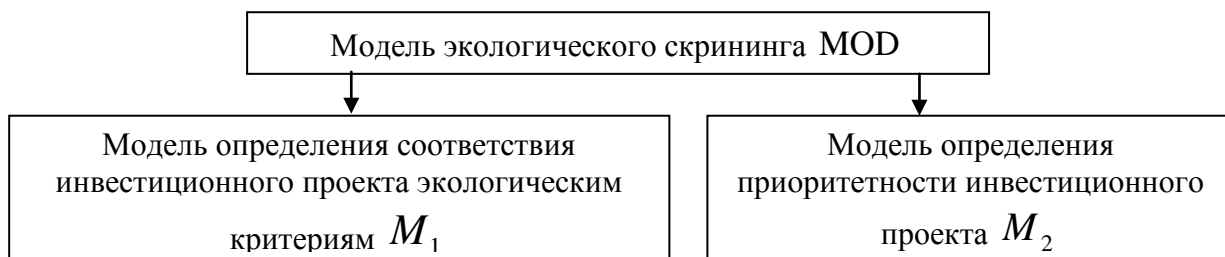 Модель экологического скрининга MOD
Модель определения соответствия
инвестиционного проекта экологическим
критериям M₁
Модель определения
приоритетности инвестиционного
проекта M₂